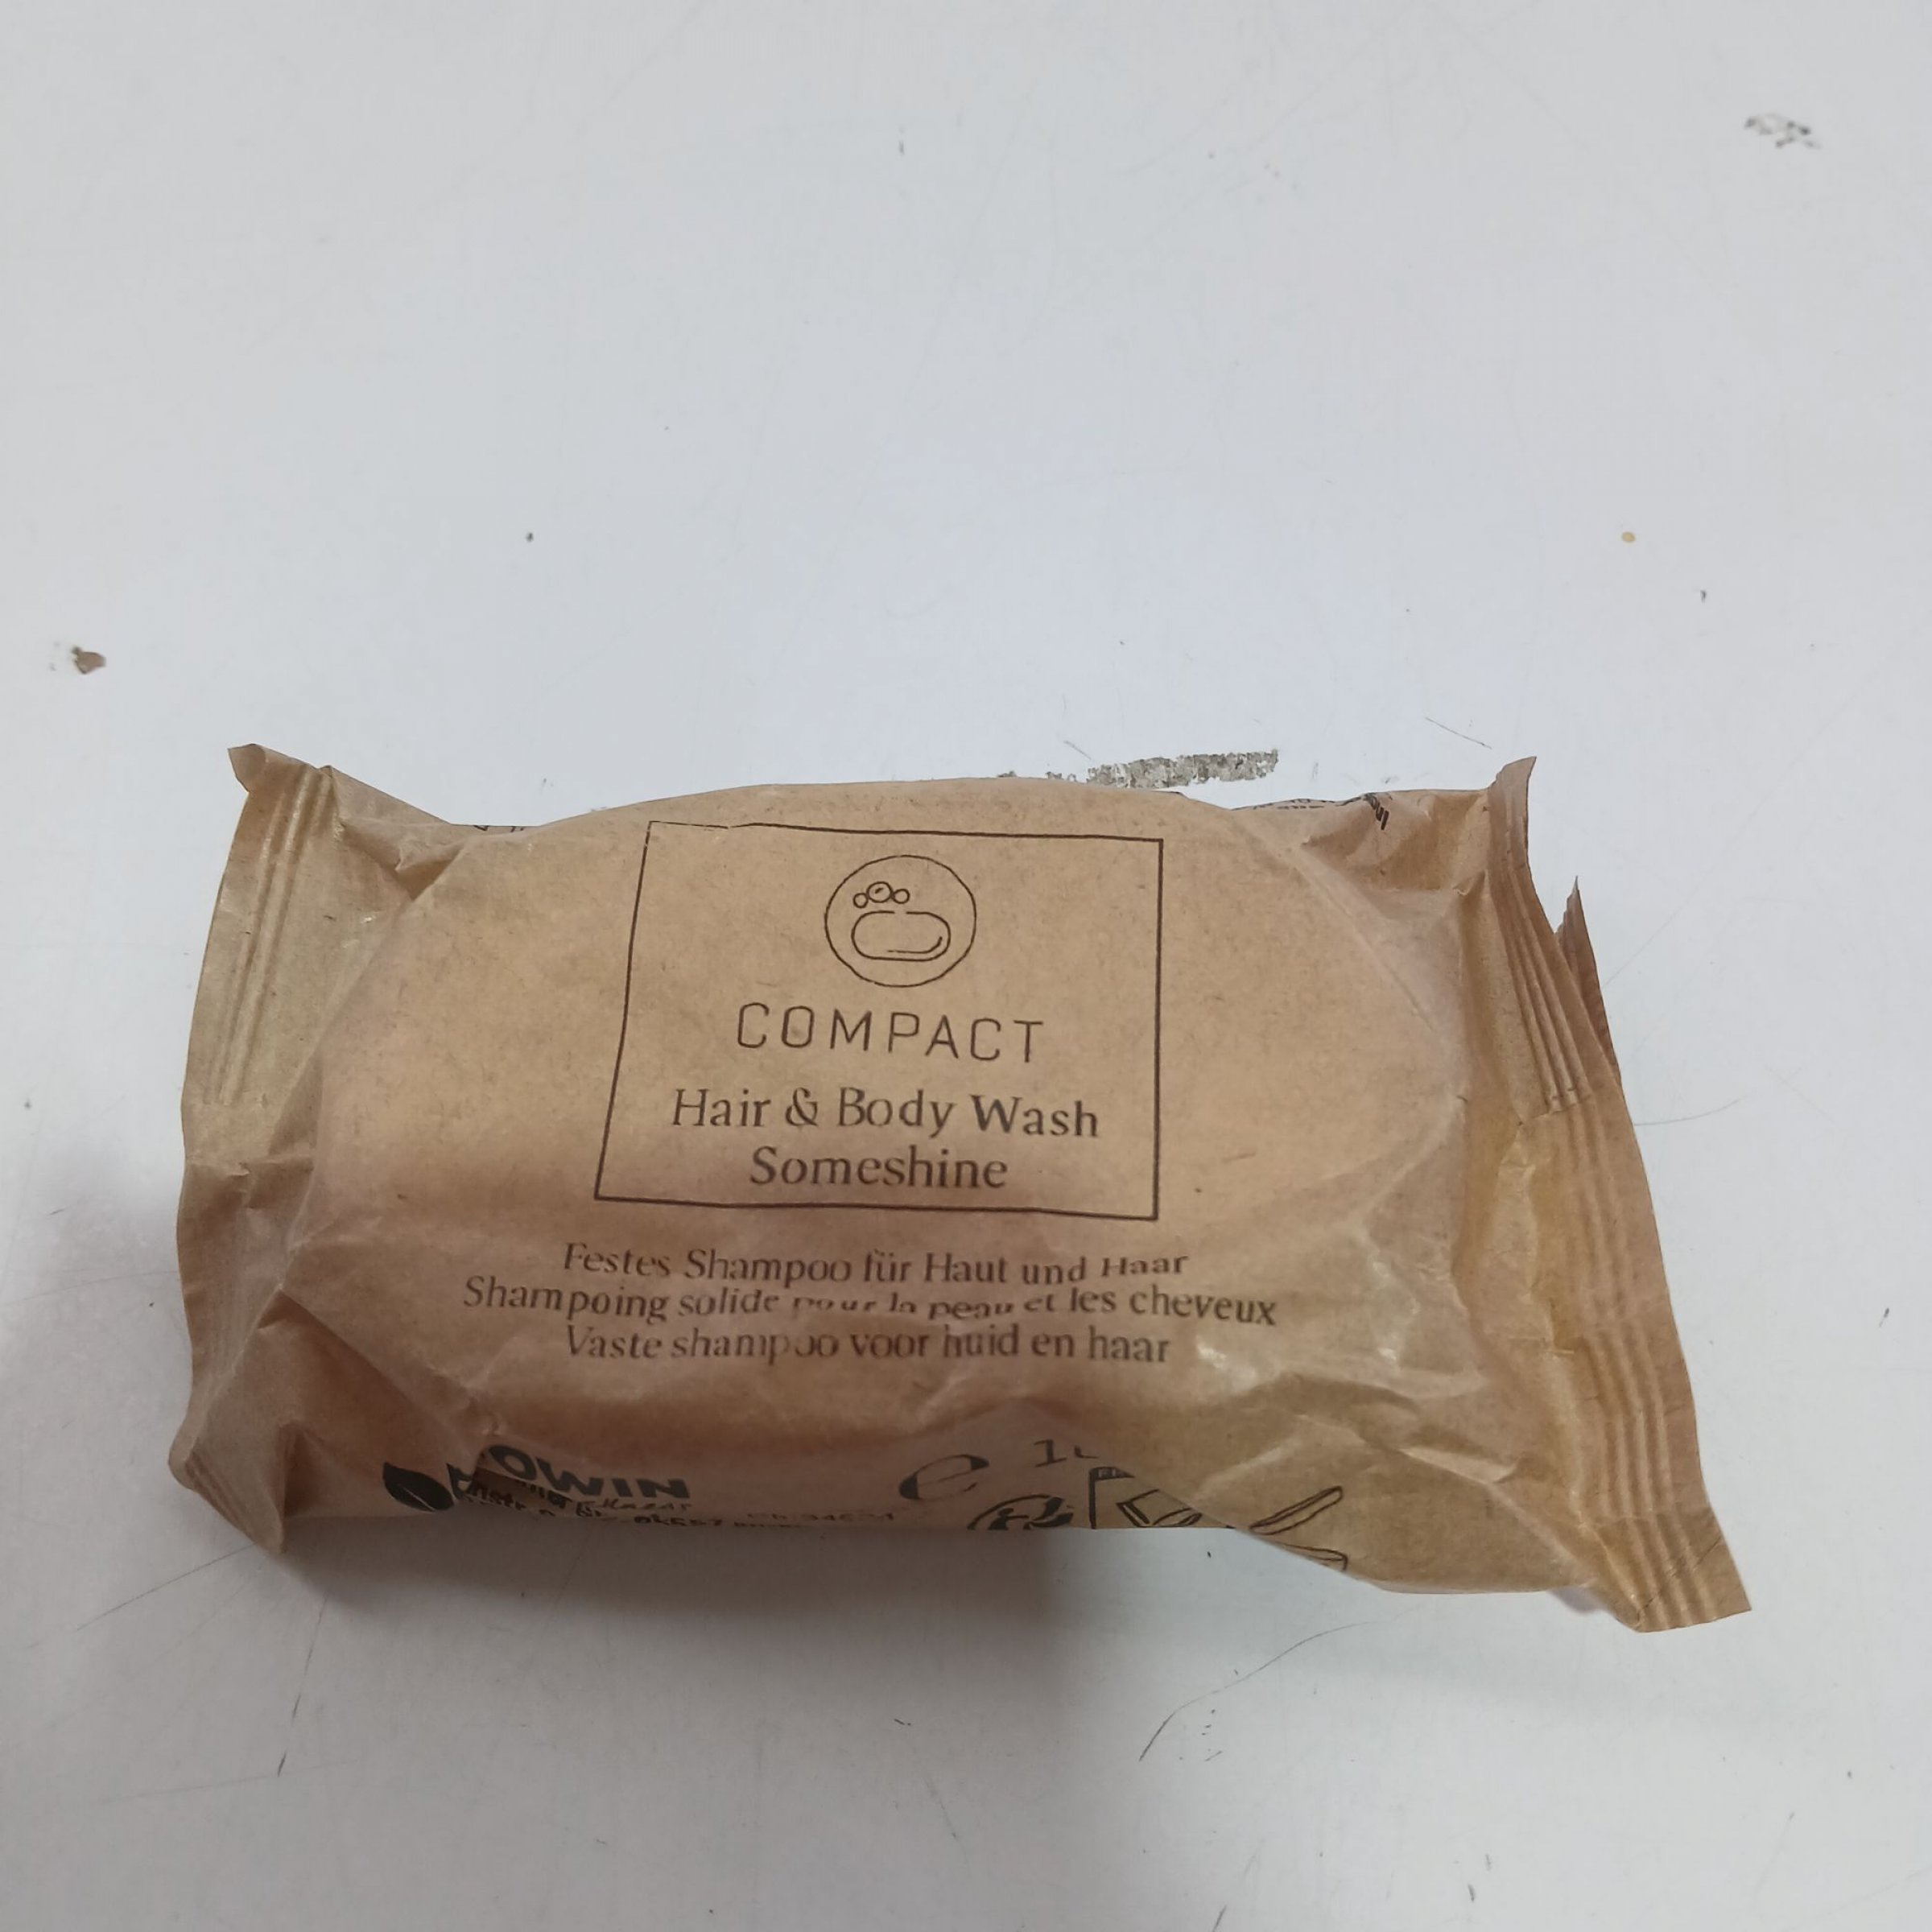 COMPACT
Hair & Body Wash
Someshine
Festes Shampoo für Haut und Haar
Shampoing solide pour la peau et les cheveux
Vaste shampoo voor huid en haar
OWIN
e